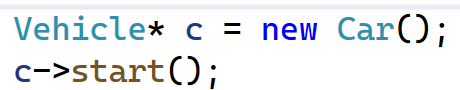 Vehicle* c = new Car();
c->start();